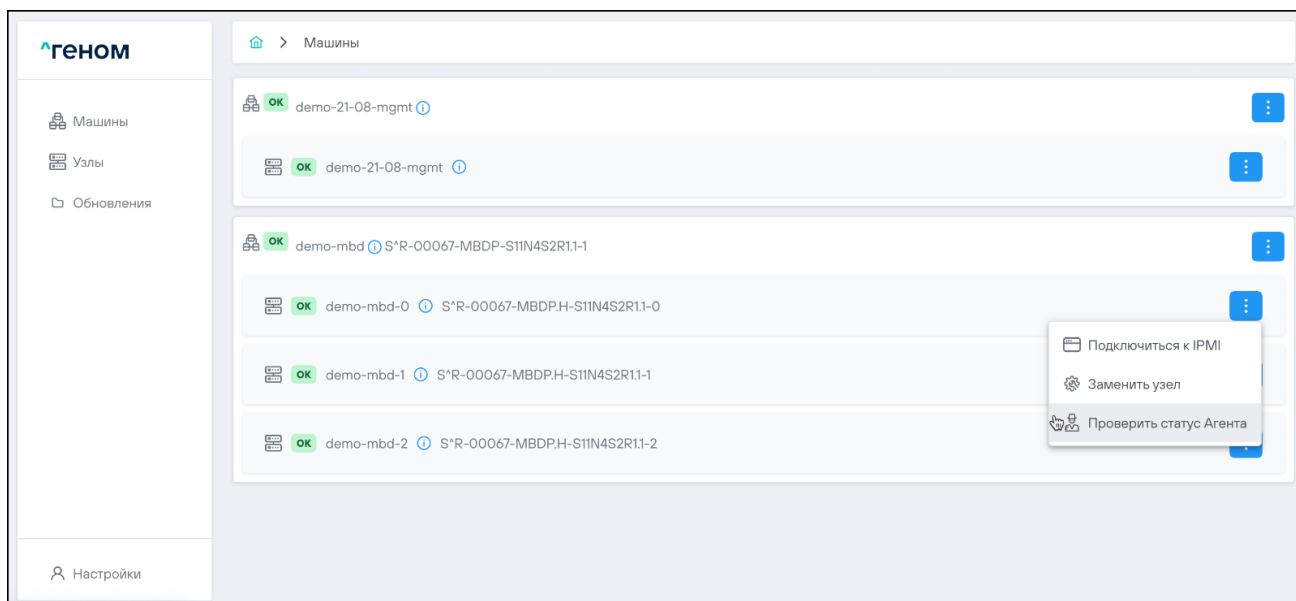 ^геном
Машины
Машины
Узлы
Обновления
Настройки
OK demo-21-08-mgmt
OK demo-21-08-mgmt
OK demo-mbd S^R-00067-MBDP-S11N4S2R1.1-1
OK demo-mbd-0 S^R-00067-MBDP.H-S11N4S2R1.1-0
Подключиться к IPMI
OK demo-mbd-1 S^R-00067-MBDP.H-S11N4S2R1.1-1
Заменить узел
Проверить статус Агента
OK demo-mbd-2 S^R-00067-MBDP.H-S11N4S2R1.1-2